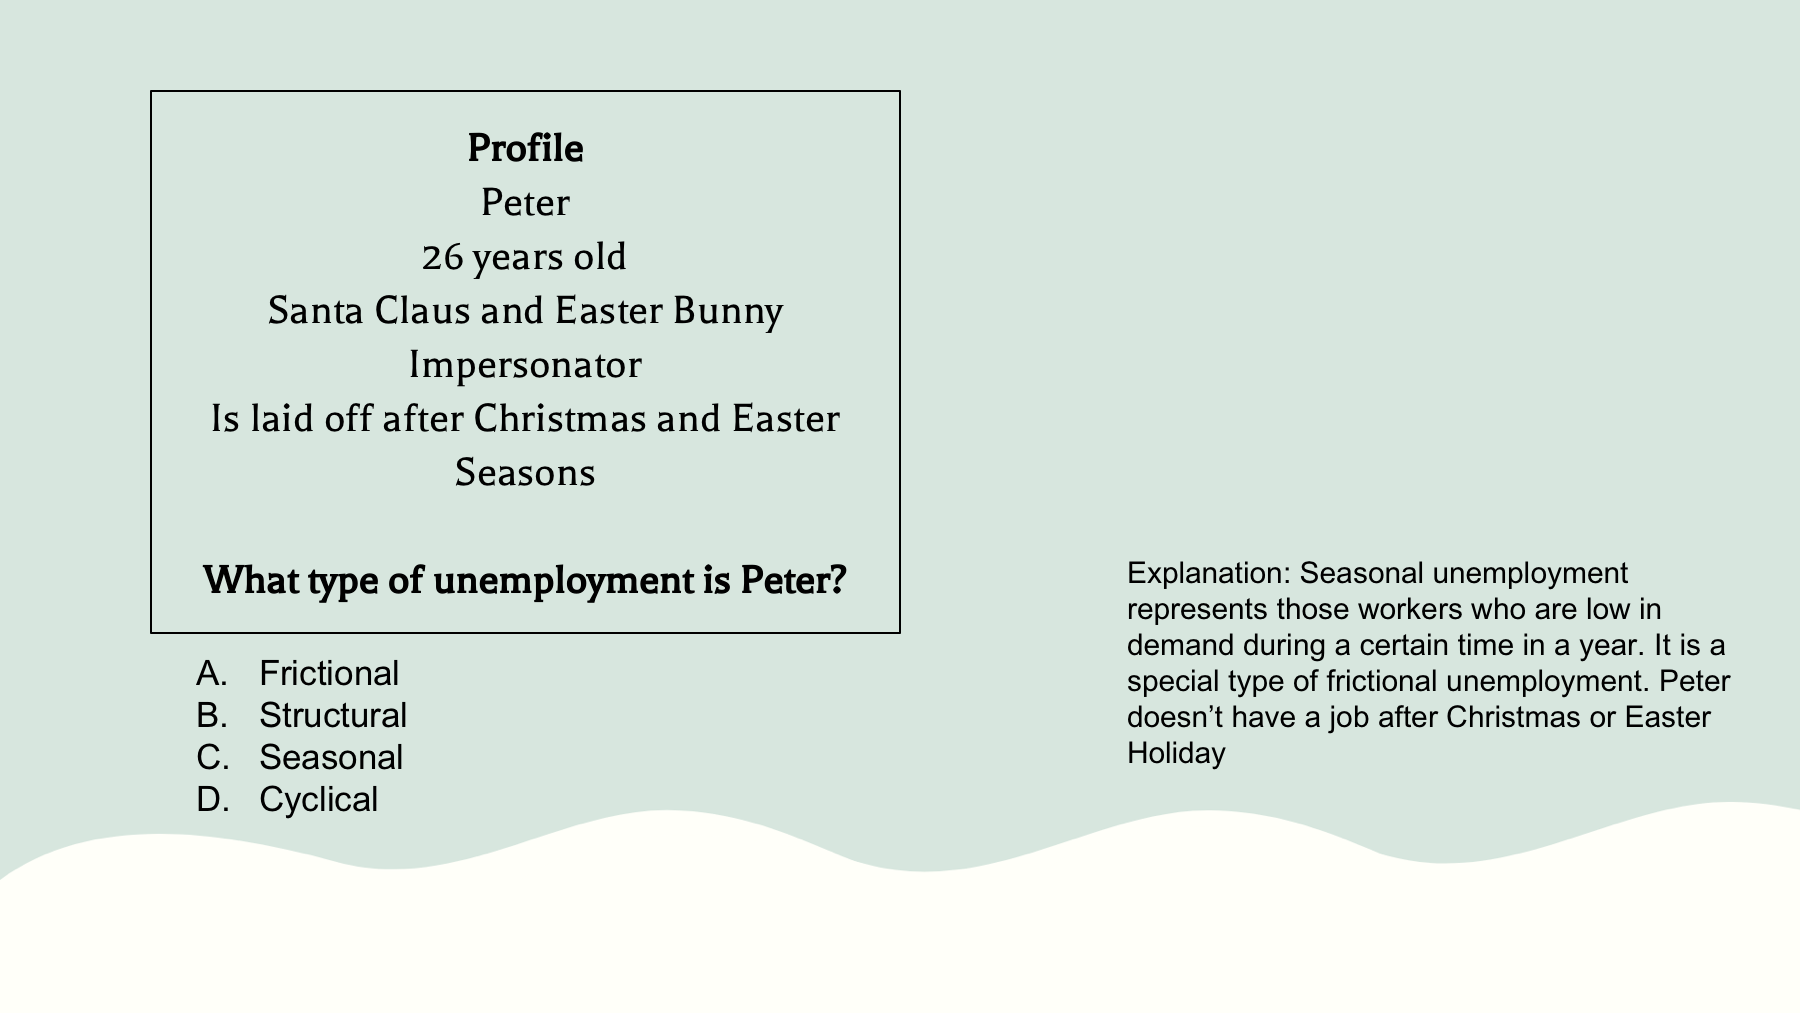 Profile
Peter
26 years old
Santa Claus and Easter Bunny
Impersonator
Is laid off after Christmas and Easter
Seasons
What type of unemployment is Peter?
A. Frictional
B. Structural
C. Seasonal
D. Cyclical
Explanation: Seasonal unemployment
represents those workers who are low in
demand during a certain time in a year. It is a
special type of frictional unemployment. Peter
doesn’t have a job after Christmas or Easter
Holiday